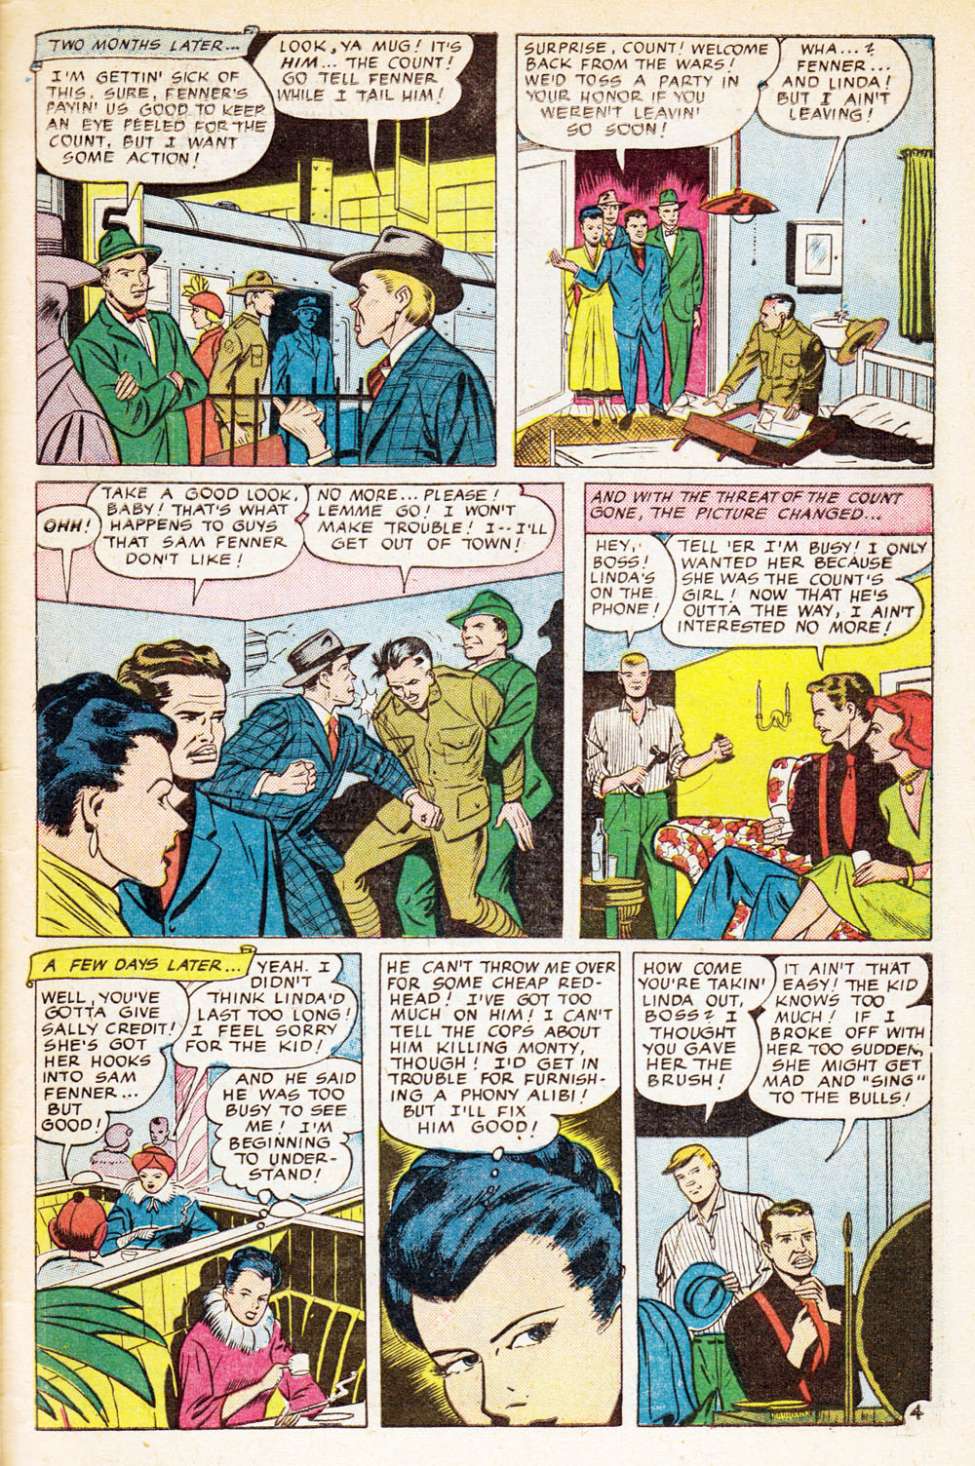 TWO MONTHS LATER...
I'M GETTIN' SICK OF
THIS. SURE, FENNER'S
PAYIN' US GOOD TO KEEP
AN EYE PEELED FOR THE
COUNT, BUT I WANT
SOME ACTION!
LOOK, YA MUG! IT'S
HIM... THE COUNT!
GO TELL FENNER
WHILE I TAIL HIM!
5
SURPRISE, COUNT! WELCOME
BACK FROM THE WARS!
WE'D TOSS A PARTY IN
YOUR HONOR IF YOU
WEREN'T LEAVIN'
SO SOON!
WHA...?
FENNER...
AND LINDA!
BUT I AIN'T
LEAVING!
OHH!
TAKE A GOOD LOOK,
BABY! THAT'S WHAT
HAPPENS TO GUYS
THAT SAM FENNER
DON'T LIKE!
NO MORE... PLEASE!
LEMME GO! I WON'T
MAKE TROUBLE! I--I'LL
GET OUT OF TOWN!
AND WITH THE THREAT OF THE COUNT
GONE, THE PICTURE CHANGED...
HEY,
BOSS!
LINDA'S
ON THE
PHONE!
TELL 'ER I'M BUSY! I ONLY
WANTED HER BECAUSE
SHE WAS THE COUNT'S
GIRL! NOW THAT HE'S
OUTTA THE WAY, I AIN'T
INTERESTED NO MORE!
A FEW DAYS LATER...
WELL, YOU'VE
GOTTA GIVE
SALLY CREDIT!
SHE'S GOT
HER HOOKS
INTO SAM
FENNER...
BUT
GOOD!
YEAH. I
DIDN'T
THINK LINDA'D
LAST TOO LONG!
I FEEL SORRY
FOR THE KID!
AND HE SAID
HE WAS TOO
BUSY TO SEE
ME! I'M
BEGINNING
TO UNDER-
STAND!
HE CAN'T THROW ME OVER
FOR SOME CHEAP RED-
HEAD! I'VE GOT TOO
MUCH ON HIM! I CAN'T
TELL THE COPS ABOUT
HIM KILLING MONTY,
THOUGH! I'D GET IN
TROUBLE FOR FURNISH-
ING A PHONY ALIBI!
BUT I'LL FIX
HIM GOOD!
HOW COME
YOU'RE TAKIN'
LINDA OUT,
BOSS? I
THOUGHT
YOU GAVE
HER THE
BRUSH!
IT AIN'T THAT
EASY! THE KID
KNOWS TOO
MUCH! IF I
BROKE OFF WITH
HER TOO SUDDEN,
SHE MIGHT GET
MAD AND "SING"
TO THE BULLS!
4